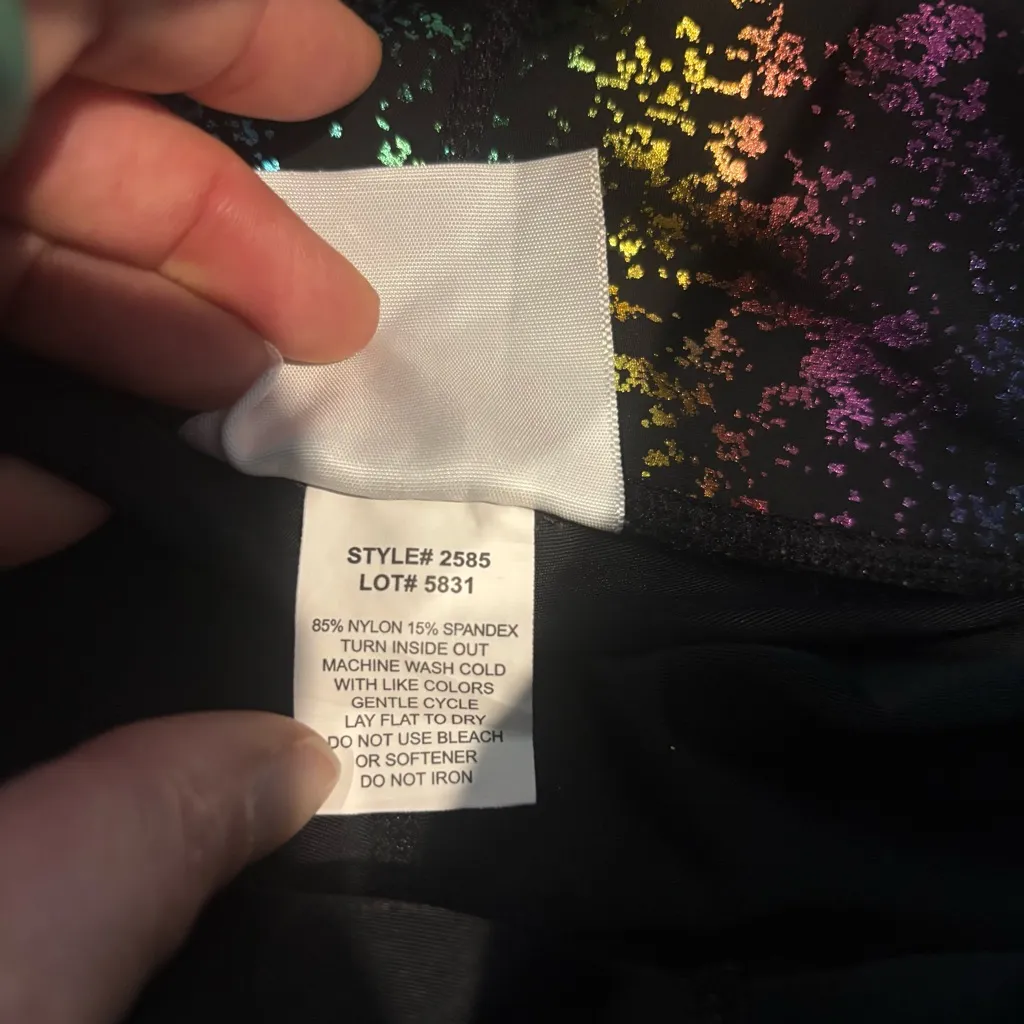 STYLE# 2585
LOT# 5831
85% NYLON 15% SPANDEX
TURN INSIDE OUT
MACHINE WASH COLD
WITH LIKE COLORS
GENTLE CYCLE
LAY FLAT TO DRY
DO NOT USE BLEACH
OR SOFTENER
DO NOT IRON